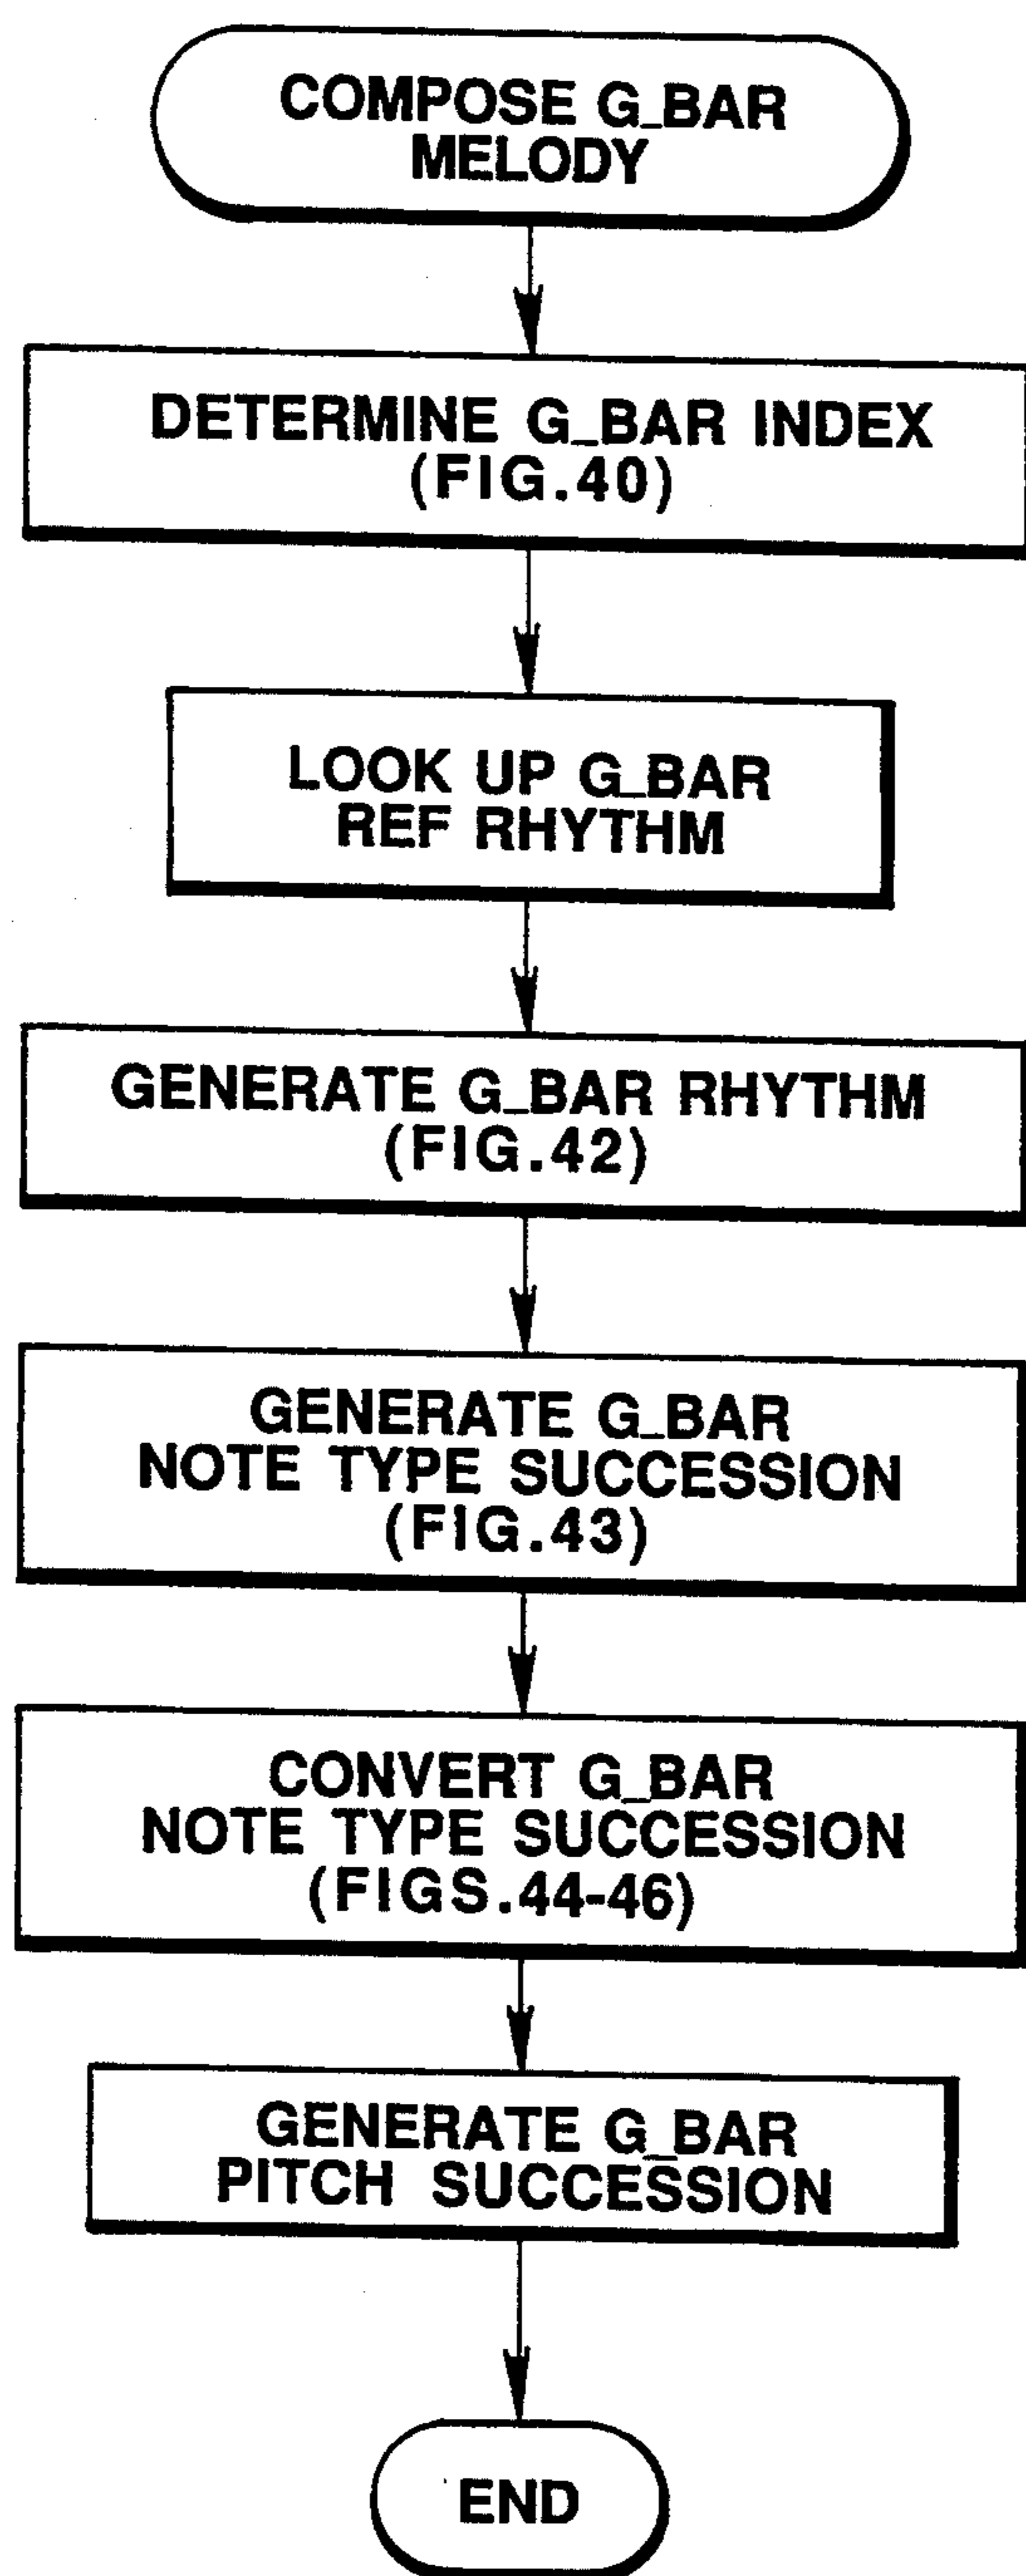 COMPOSE G_BAR
MELODY
DETERMINE G_BAR INDEX
(FIG.40)
LOOK UP G_BAR
REF RHYTHM
GENERATE G_BAR RHYTHM
(FIG.42)
GENERATE G_BAR
NOTE TYPE SUCCESSION
(FIG.43)
CONVERT G_BAR
NOTE TYPE SUCCESSION
(FIGS.44-46)
GENERATE G_BAR
PITCH SUCCESSION
END